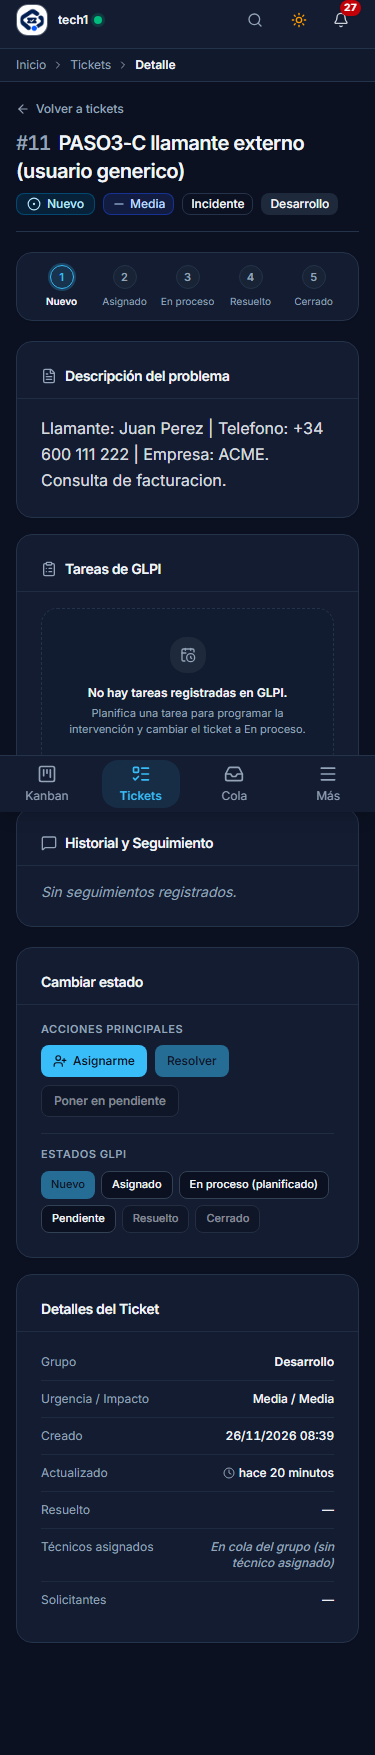 tech1
27
Inicio > Tickets > Detalle
← Volver a tickets
#11 PASO3-C llamante externo
(usuario generico)
Nuevo Media Incidente Desarrollo
1 2 3 4 5
Nuevo Asignado En proceso Resuelto Cerrado
Descripción del problema
Llamante: Juan Perez | Telefono: +34
600 111 222 | Empresa: ACME.
Consulta de facturacion.
Tareas de GLPI
No hay tareas registradas en GLPI.
Planifica una tarea para programar la
intervención y cambiar el ticket a En proceso.
Kanban Tickets Cola Más
Historial y Seguimiento
Sin seguimientos registrados.
Cambiar estado
ACCIONES PRINCIPALES
Asignarme Resolver
Poner en pendiente
ESTADOS GLPI
Nuevo Asignado En proceso (planificado)
Pendiente Resuelto Cerrado
Detalles del Ticket
Grupo Desarrollo
Urgencia / Impacto Media / Media
Creado 26/11/2026 08:39
Actualizado hace 20 minutos
Resuelto —
Técnicos asignados En cola del grupo (sin
técnico asignado)
Solicitantes —